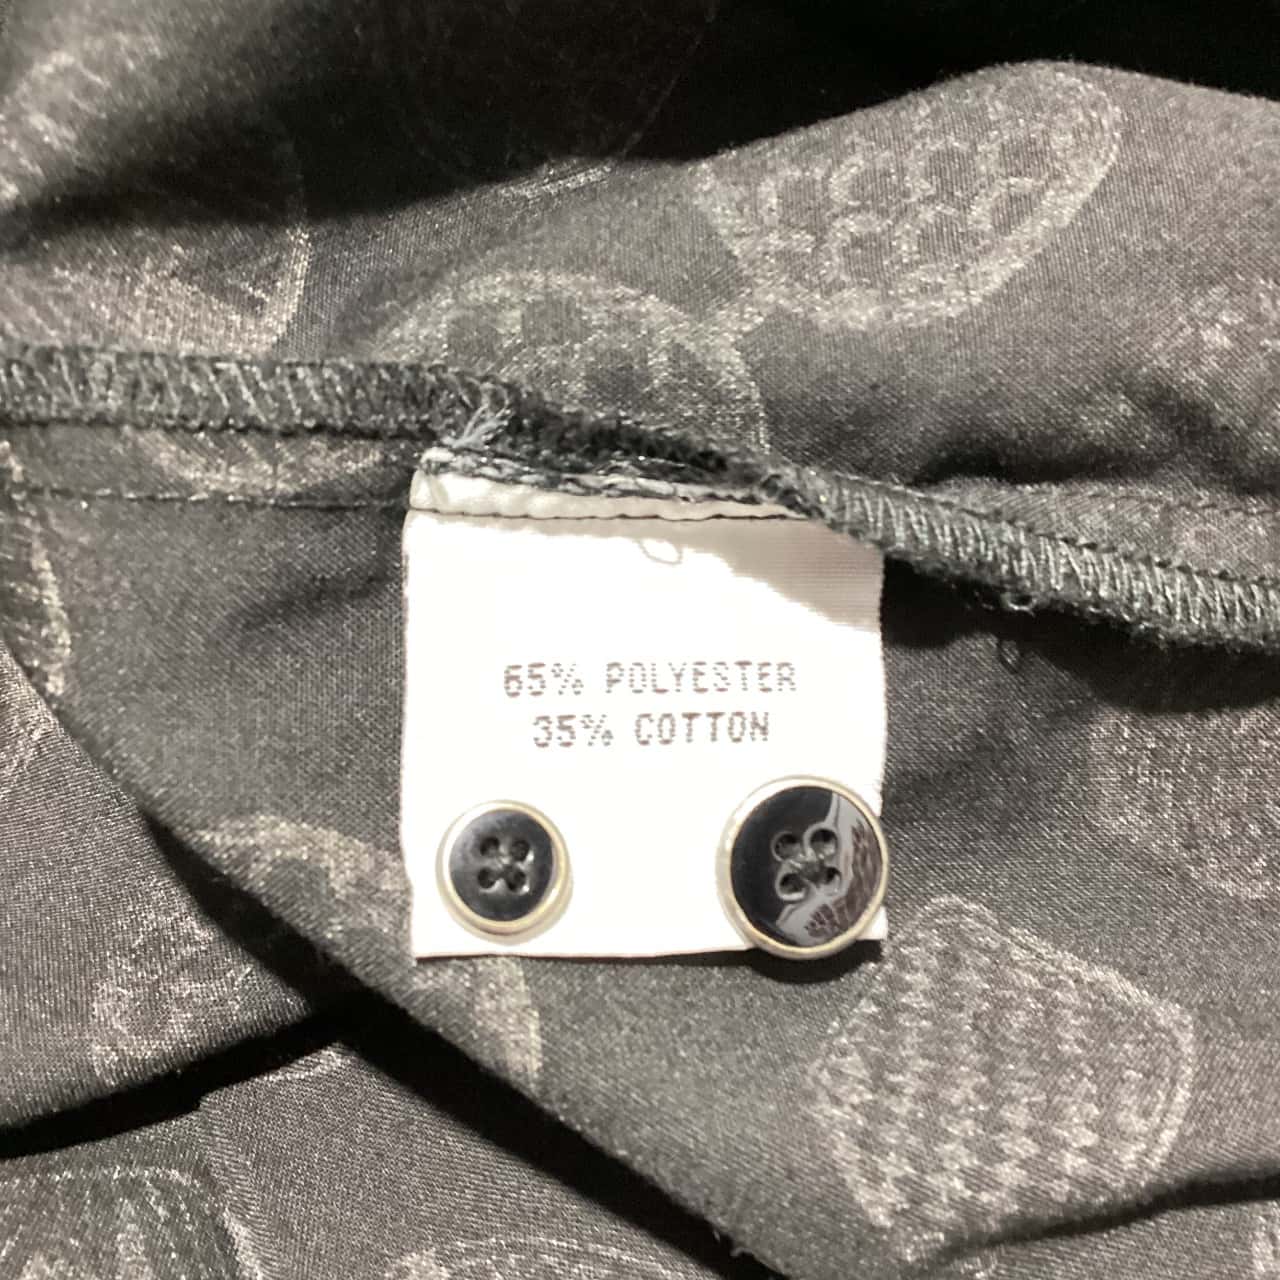 65% POLYESTER
35% COTTON